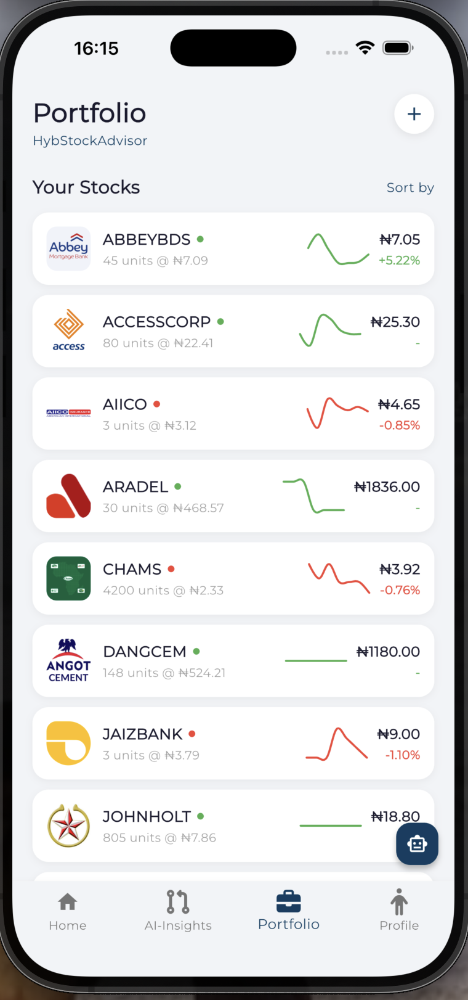 16:15
Portfolio
HybStockAdvisor
Your Stocks
Sort by
Abbey
Mortgage Bank
ABBEYBDS
45 units @ ₦7.09
₦7.05
+5.22%
access
ACCESSCORP
80 units @ ₦22.41
₦25.30
-
AIICO INSURANCE
AMERICAN INTERNATIONAL
AIICO
3 units @ ₦3.12
₦4.65
-0.85%
ARADEL
30 units @ ₦468.57
₦1836.00
-
CHAMS
4200 units @ ₦2.33
₦3.92
-0.76%
ANGOT
CEMENT
DANGCEM
148 units @ ₦524.21
₦1180.00
-
JAIZBANK
3 units @ ₦3.79
₦9.00
-1.10%
JOHNHOLT
805 units @ ₦7.86
₦18.80
Home
AI-Insights
Portfolio
Profile